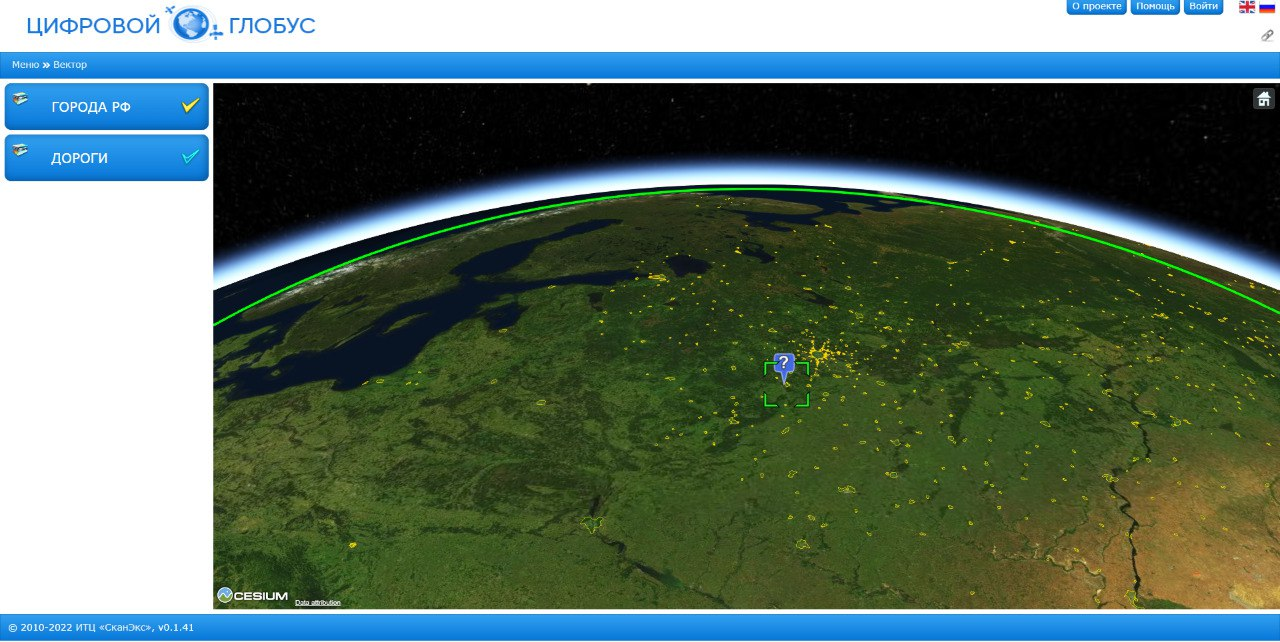 ЦИФРОВОЙ ГЛОБУС
О проекте Помощь Войти
Меню » Вектор
ГОРОДА РФ
ДОРОГИ
?
CESIUM Data attribution
© 2010-2022 ИТЦ «СканЭкс», v0.1.41